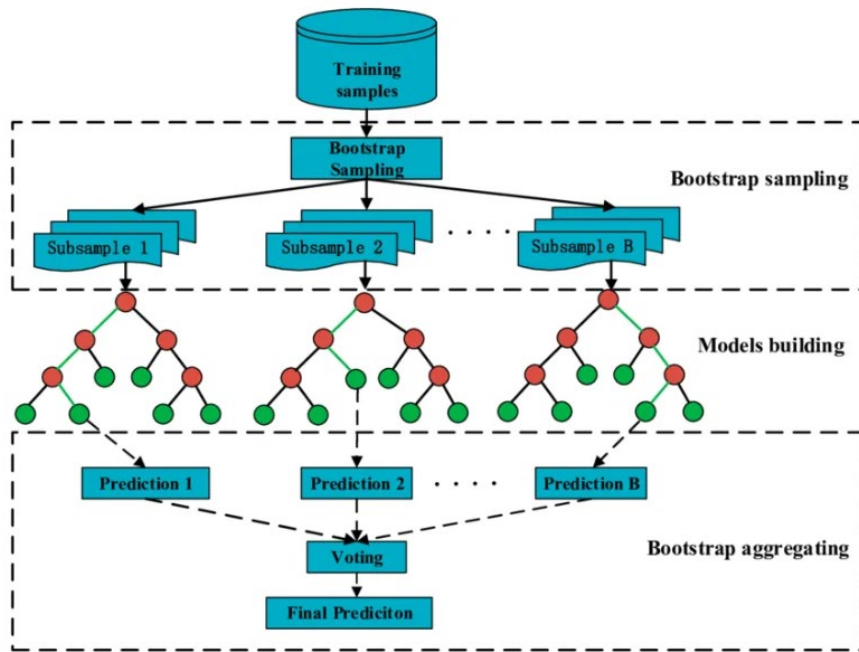 Training
samples
Bootstrap
Sampling
Bootstrap sampling
Subsample 1
Subsample 2
. . . .
Subsample B
Models building
Prediction 1
Prediction 2
. . . .
Prediction B
Bootstrap aggregating
Voting
Final Prediciton